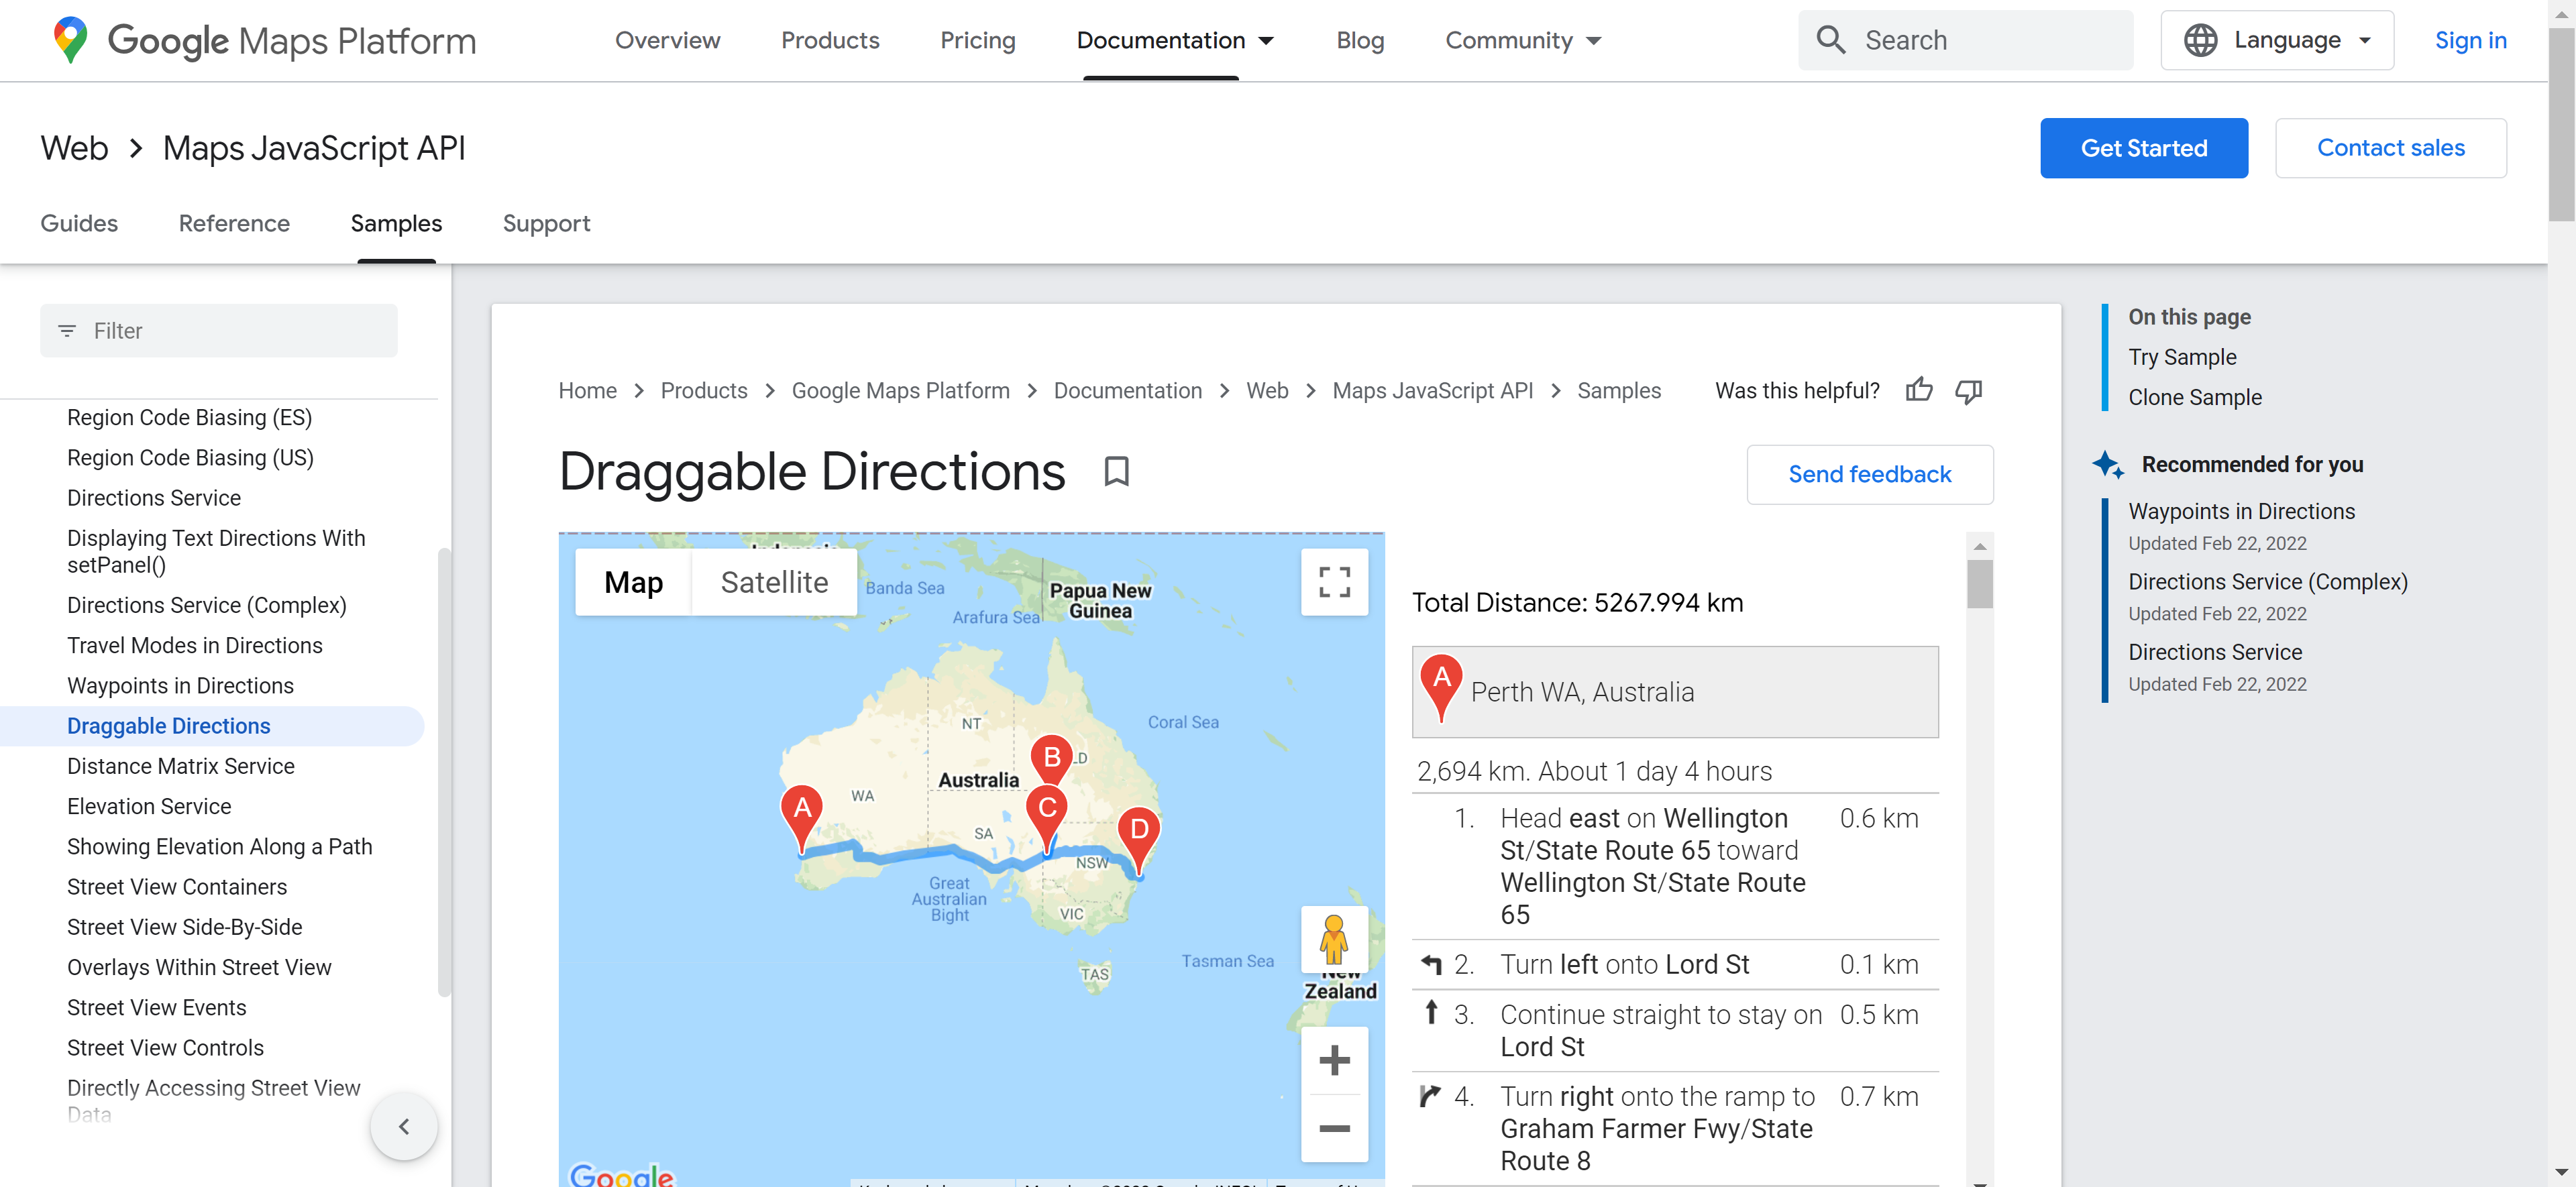 Google Maps Platform
Overview
Products
Pricing
Documentation
Blog
Community
Search
Language
Sign in
Web > Maps JavaScript API
Get Started
Contact sales
Guides
Reference
Samples
Support
Filter
Region Code Biasing (ES)
Region Code Biasing (US)
Directions Service
Displaying Text Directions With
setPanel()
Directions Service (Complex)
Travel Modes in Directions
Waypoints in Directions
Draggable Directions
Distance Matrix Service
Elevation Service
Showing Elevation Along a Path
Street View Containers
Street View Side-By-Side
Overlays Within Street View
Street View Events
Street View Controls
Directly Accessing Street View
Data
Home > Products > Google Maps Platform > Documentation > Web > Maps JavaScript API > Samples
Was this helpful?
Draggable Directions
Send feedback
Map
Satellite
Banda Sea
Arafura Sea
Papua New
Guinea
Coral Sea
NT
B
Australia
WA
A
C
D
SA
NSW
Great
Australian
Bight
VIC
Tasman Sea
TAS
New
Zealand
Google
Total Distance: 5267.994 km
A
Perth WA, Australia
2,694 km. About 1 day 4 hours
1. Head east on Wellington 0.6 km
St/State Route 65 toward
Wellington St/State Route
65
2. Turn left onto Lord St 0.1 km
3. Continue straight to stay on 0.5 km
Lord St
4. Turn right onto the ramp to 0.7 km
Graham Farmer Fwy/State
Route 8
On this page
Try Sample
Clone Sample
Recommended for you
Waypoints in Directions
Updated Feb 22, 2022
Directions Service (Complex)
Updated Feb 22, 2022
Directions Service
Updated Feb 22, 2022